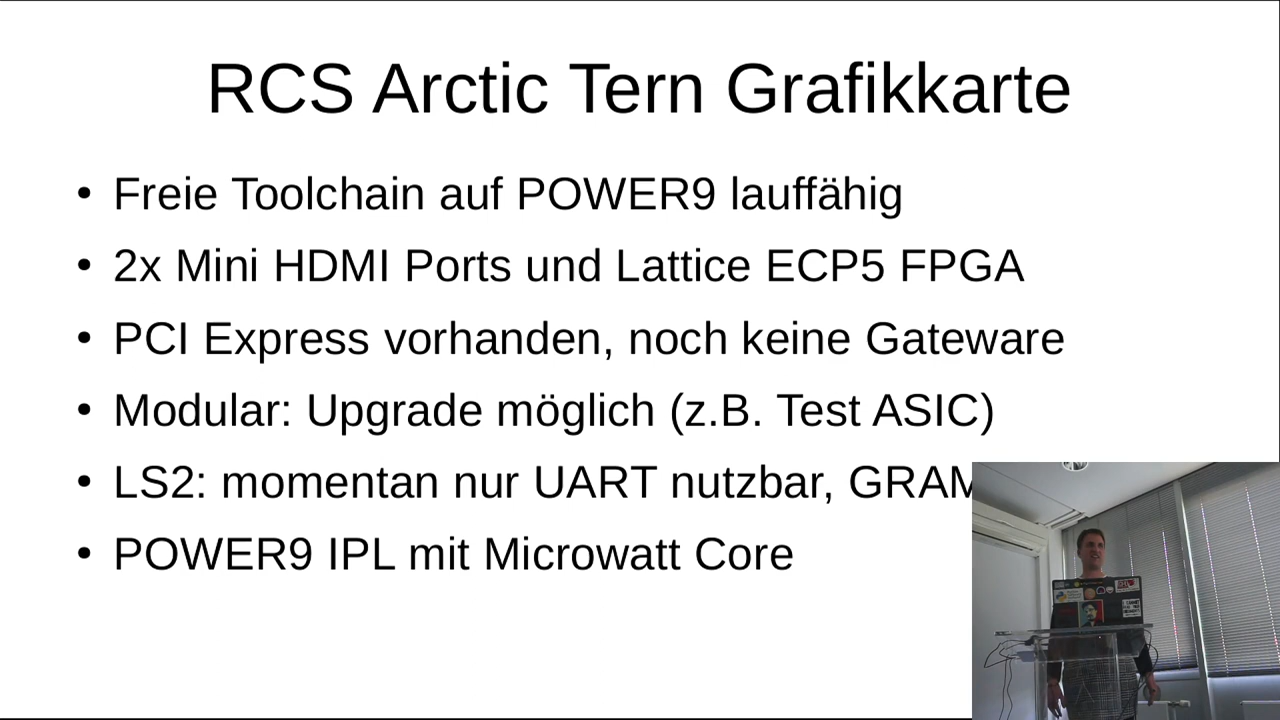 RCS Arctic Tern Grafikkarte
• Freie Toolchain auf POWER9 lauffähig
• 2x Mini HDMI Ports und Lattice ECP5 FPGA
• PCI Express vorhanden, noch keine Gateware
• Modular: Upgrade möglich (z.B. Test ASIC)
• LS2: momentan nur UART nutzbar, GRAM
• POWER9 IPL mit Microwatt Core